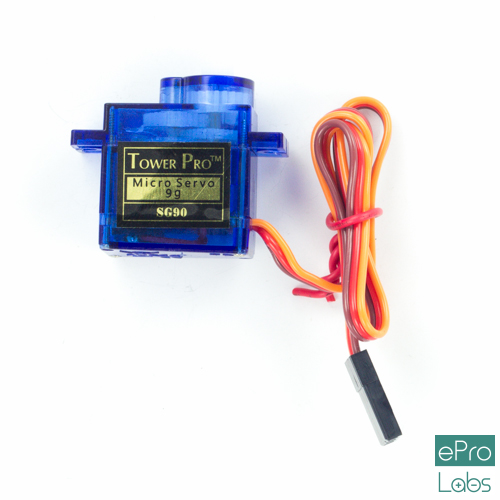 TOWER PRO™
Micro Servo
9g
SG90
ePro
Labs